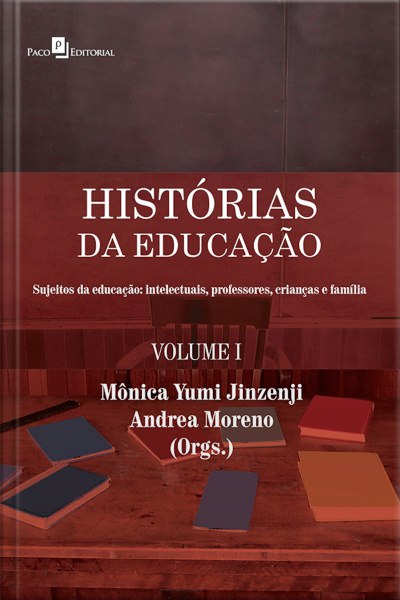 PACO EDITORIAL
HISTÓRIAS
DA EDUCAÇÃO
Sujeitos da educação: intelectuais, professores, crianças e família
VOLUME I
Mônica Yumi Jinzenji
Andrea Moreno
(Orgs.)